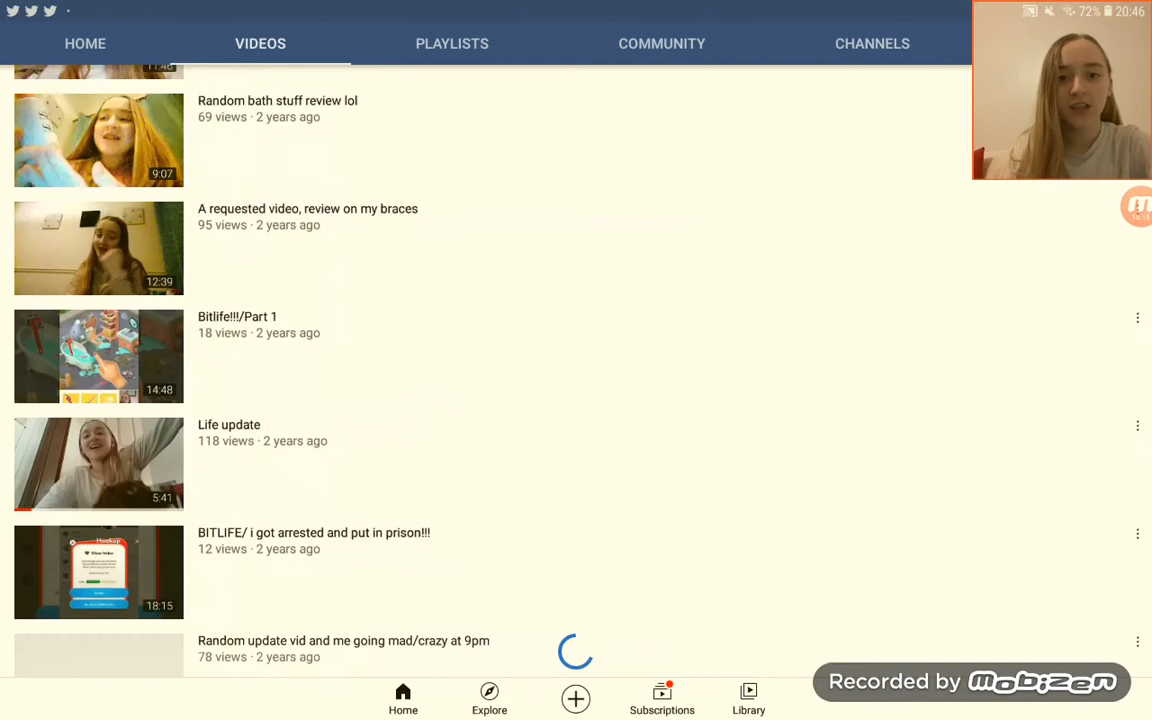 72% 20:46
HOME VIDEOS PLAYLISTS COMMUNITY CHANNELS
Random bath stuff review lol
69 views · 2 years ago
9:07
A requested video, review on my braces
95 views · 2 years ago
12:39
Bitlife!!!/Part 1
18 views · 2 years ago
14:48
Life update
118 views · 2 years ago
5:41
BITLIFE/ i got arrested and put in prison!!!
12 views · 2 years ago
Hookup
18:15
Random update vid and me going mad/crazy at 9pm
78 views · 2 years ago
Home Explore Subscriptions Library
Recorded by mobizen